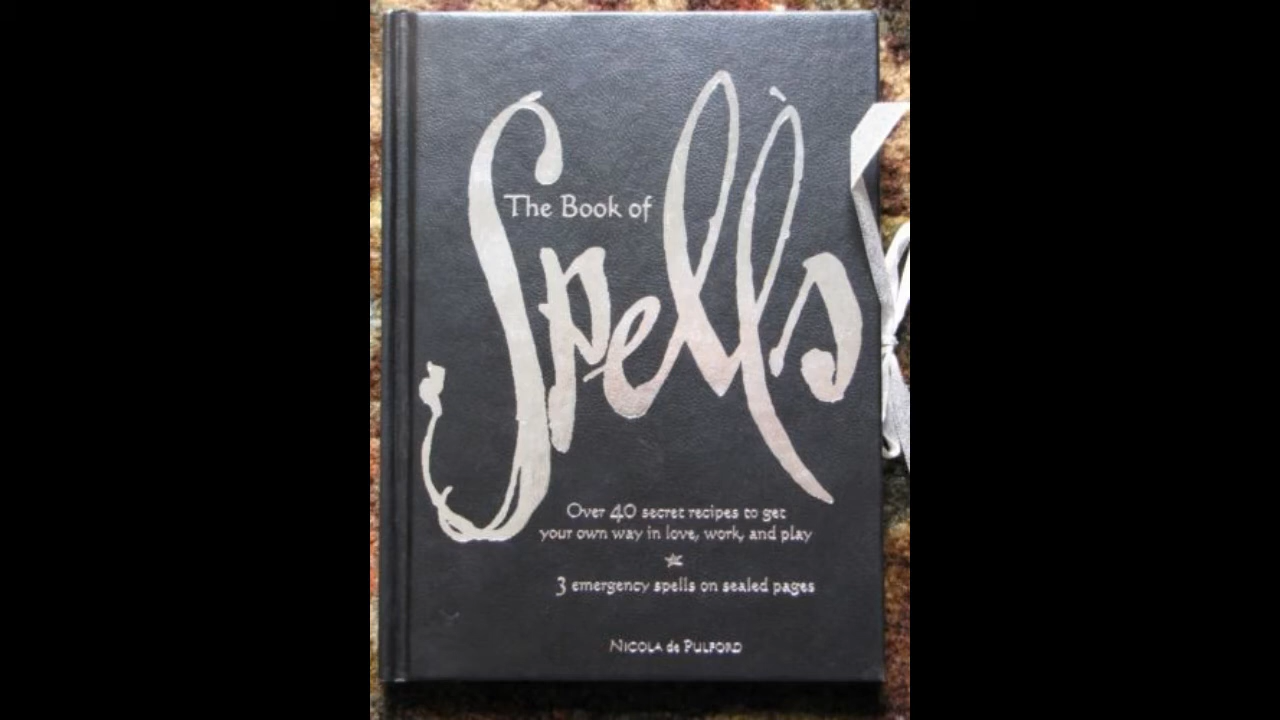 The Book of
Spells
Over 40 secret recipes to get
your own way in love, work, and play
3 emergency spells on sealed pages
NICOLA de PULFORD